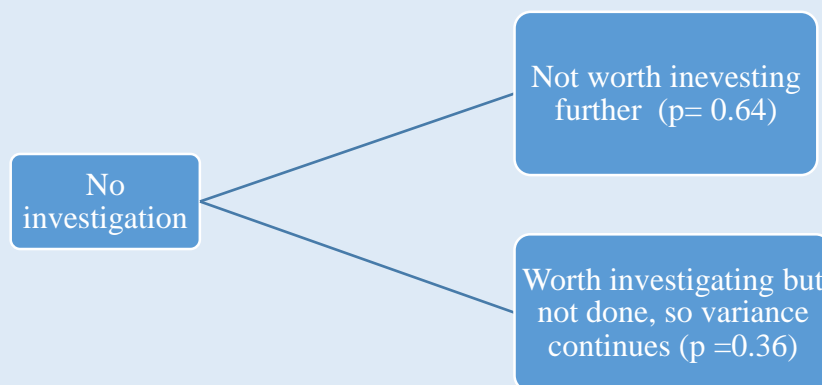 Not worth inevesting
further (p= 0.64)
No
investigation
Worth investigating but
not done, so variance
continues (p =0.36)